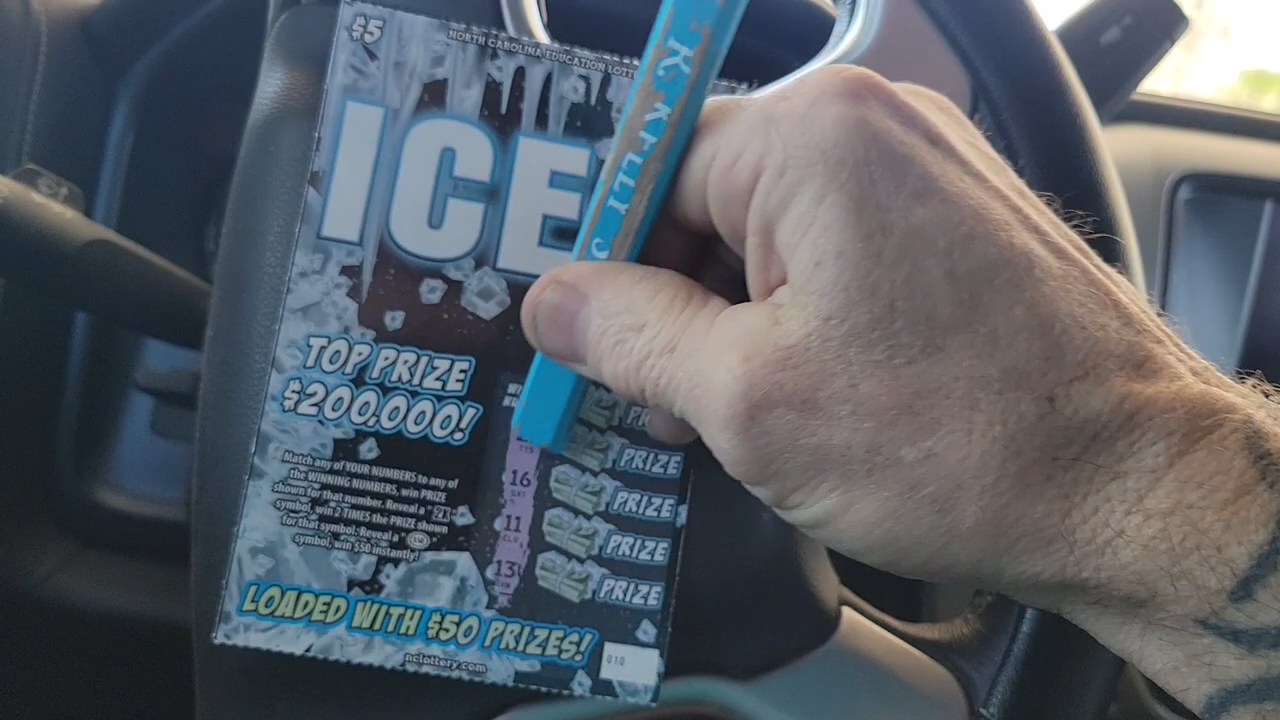 $5
NORTH CAROLINA EDUCATION
ICE
K. KELLY
TOP PRIZE
$200,000!
Match any of YOUR NUMBERS to any of
the WINNING NUMBERS, win PRIZE
shown for that number. Reveal a "2X"
symbol, win 2 TIMES the PRIZE shown
for that symbol. Reveal a "
symbol, win $50 instantly!
PRIZE
16
11
13
PRIZE
PRIZE
PRIZE
LOADED WITH $50 PRIZES!
nclottery.com
010